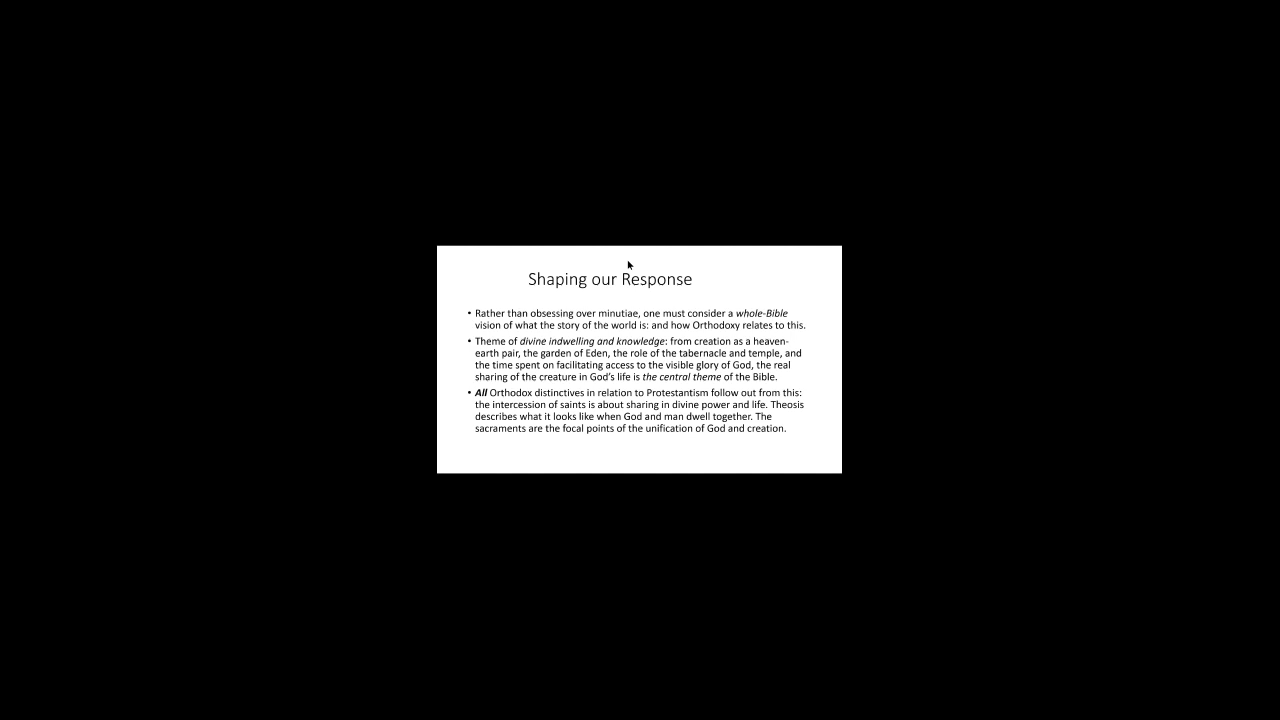 Shaping our Response
• Rather than obsessing over minutiae, one must consider a whole-Bible
vision of what the story of the world is: and how Orthodoxy relates to this.
• Theme of divine indwelling and knowledge: from creation as a heaven-
earth pair, the garden of Eden, the role of the tabernacle and temple, and
the time spent on facilitating access to the visible glory of God, the real
sharing of the creature in God's life is the central theme of the Bible.
• All Orthodox distinctives in relation to Protestantism follow out from this:
the intercession of saints is about sharing in divine power and life. Theosis
describes what it looks like when God and man dwell together. The
sacraments are the focal points of the unification of God and creation.